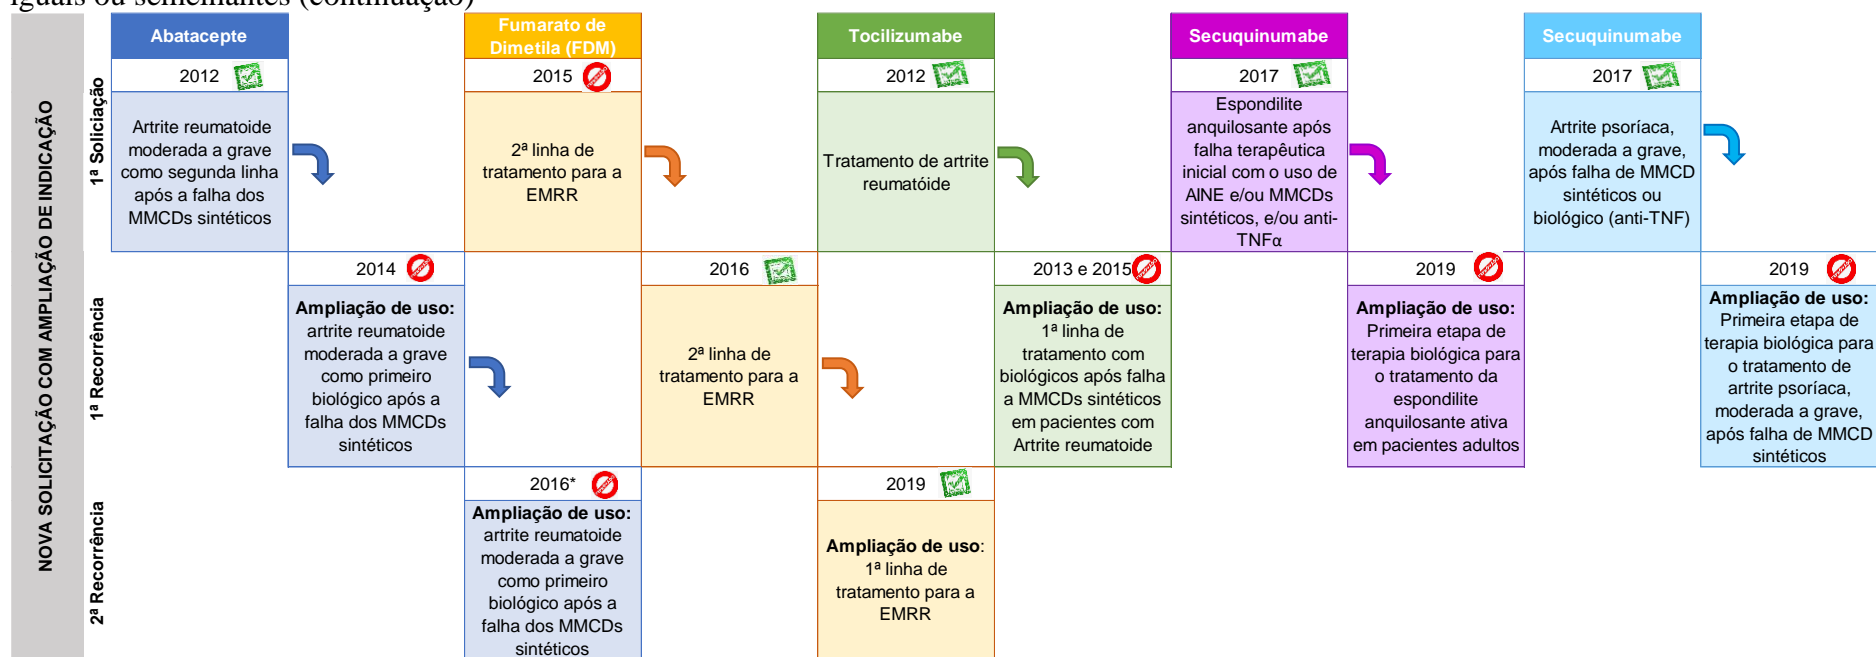 iguais ou semelhantes (continuação)
NOVA SOLICITAÇÃO COM AMPLIAÇÃO DE INDICAÇÃO
1ª Soliciação
Abatacepte
2012
Artrite reumatoide
moderada a grave
como segunda linha
após a falha dos
MMCDs sintéticos
Fumarato de
Dimetila (FDM)
2015
2ª linha de
tratamento para a
EMRR
Tocilizumabe
2012
Tratamento de artrite
reumatóide
Secuquinumabe
2017
Espondilite
anquilosante após
falha terapêutica
inicial com o uso de
AINE e/ou MMCDs
sintéticos, e/ou anti-
TNFα
Secuquinumabe
2017
Artrite psoríaca,
moderada a grave,
após falha de MMCD
sintéticos ou
biológico (anti-TNF)
1ª Recorrência
2014
Ampliação de uso:
artrite reumatoide
moderada a grave
como primeiro
biológico após a
falha dos MMCDs
sintéticos
2016
2ª linha de
tratamento para a
EMRR
2013 e 2015
Ampliação de uso:
1ª linha de
tratamento com
biológicos após falha
a MMCDs sintéticos
em pacientes com
Artrite reumatoide
2019
Ampliação de uso:
Primeira etapa de
terapia biológica para
o tratamento da
espondilite
anquilosante ativa
em pacientes adultos
2019
Ampliação de uso:
Primeira etapa de
terapia biológica para
o tratamento de
artrite psoríaca,
moderada a grave,
após falha de MMCD
sintéticos
2ª Recorrência
2016*
Ampliação de uso:
artrite reumatoide
moderada a grave
como primeiro
biológico após a
falha dos MMCDs
sintéticos
2019
Ampliação de uso:
1ª linha de
tratamento para a
EMRR